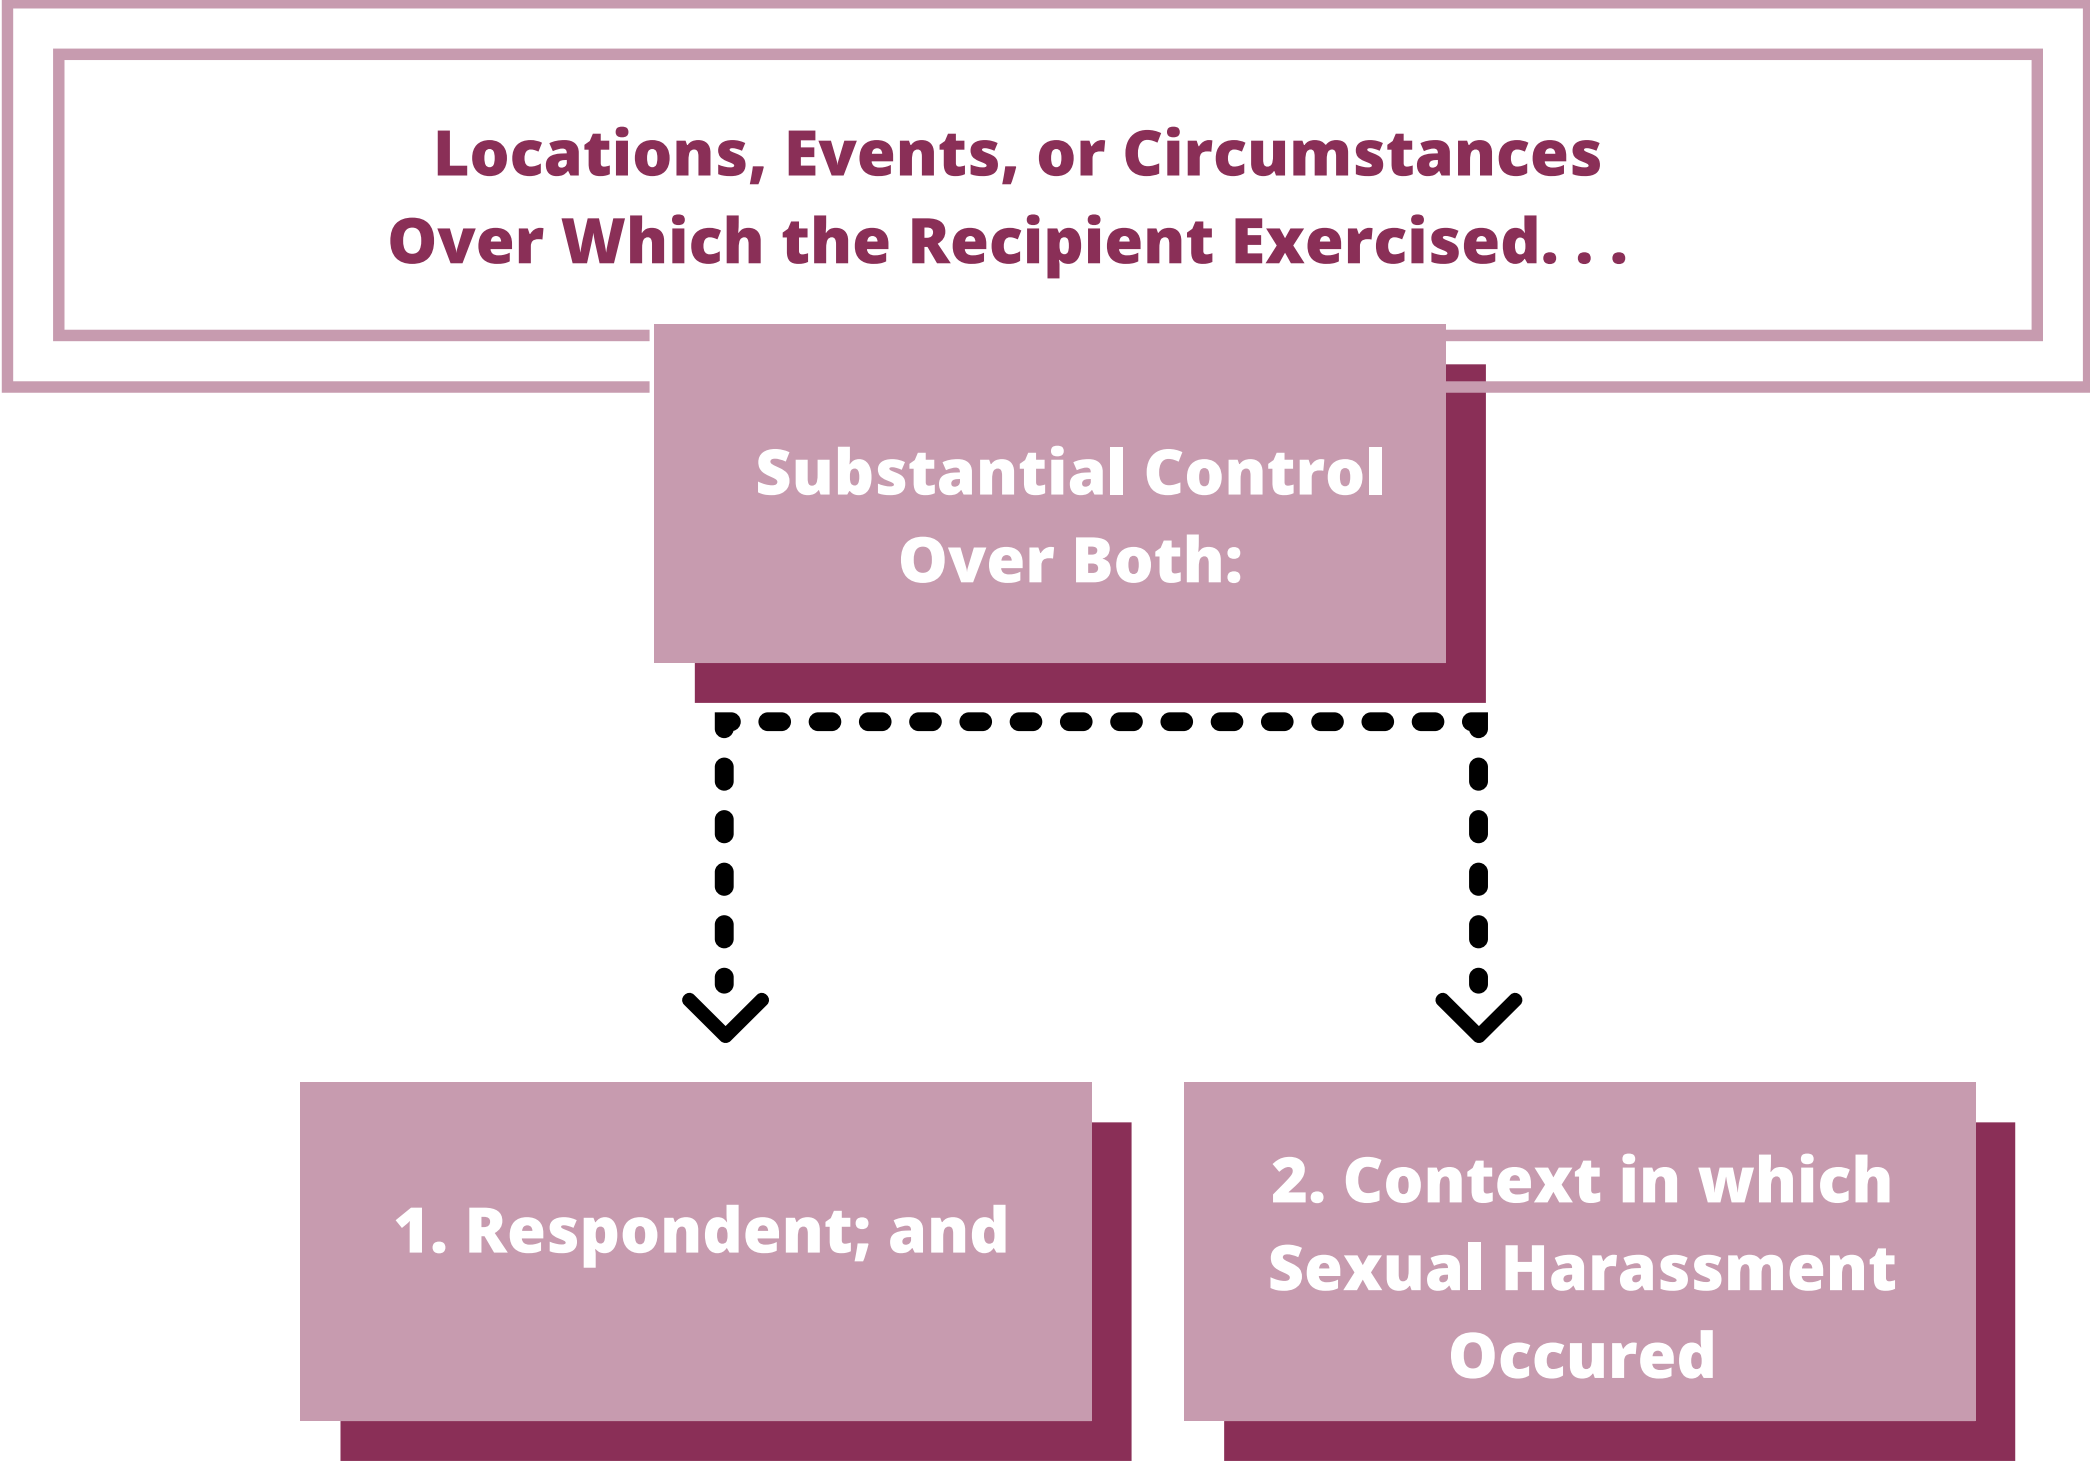 Locations, Events, or Circumstances
Over Which the Recipient Exercised. . .
Substantial Control
Over Both:
1. Respondent; and
2. Context in which
Sexual Harassment
Occured